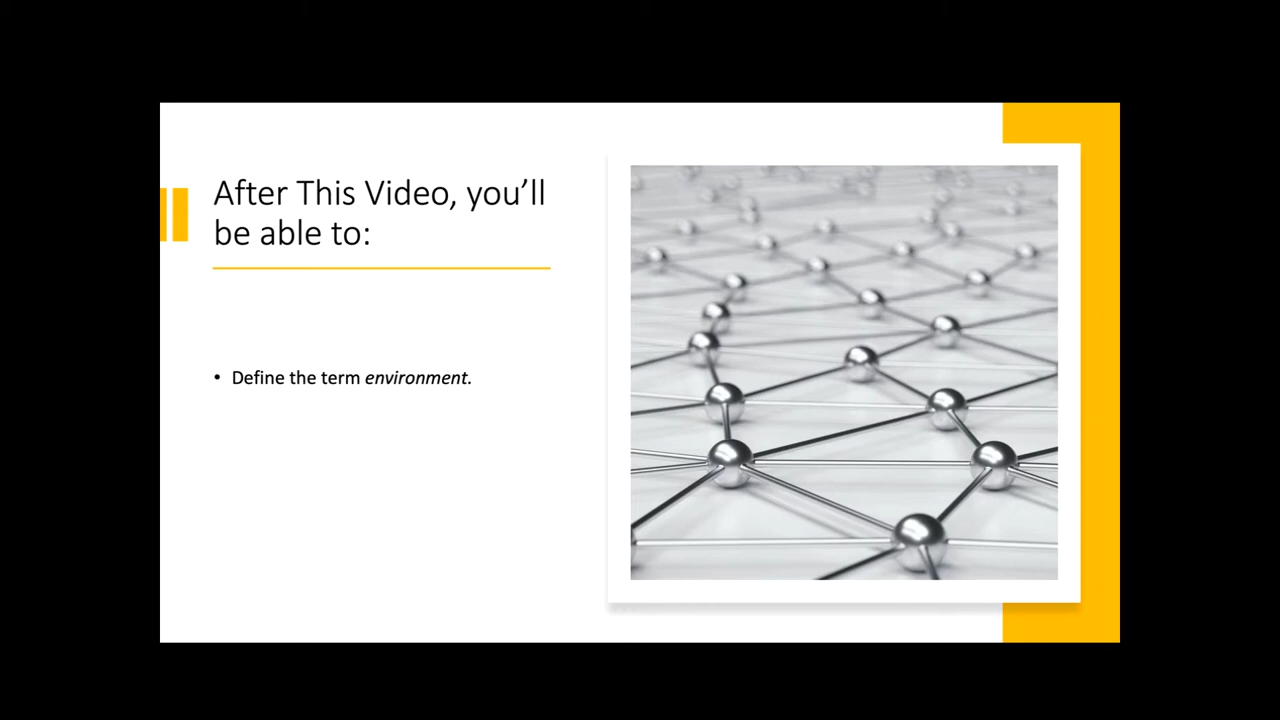 After This Video, you’ll
be able to:
• Define the term environment.